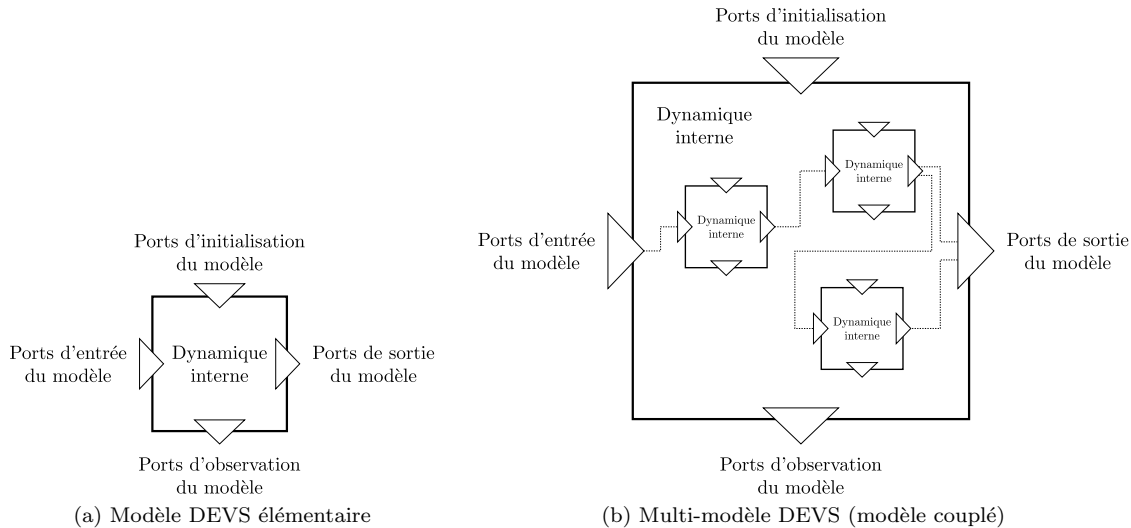 Ports d'initialisation
du modèle
Ports d'entrée
du modèle
Dynamique
interne
Ports de sortie
du modèle
Ports d'observation
du modèle
(a) Modèle DEVS élémentaire
Ports d'initialisation
du modèle
Dynamique
interne
Dynamique
interne
Dynamique
interne
Ports d'entrée
du modèle
Ports de sortie
du modèle
Dynamique
interne
Ports d'observation
du modèle
(b) Multi-modèle DEVS (modèle couplé)